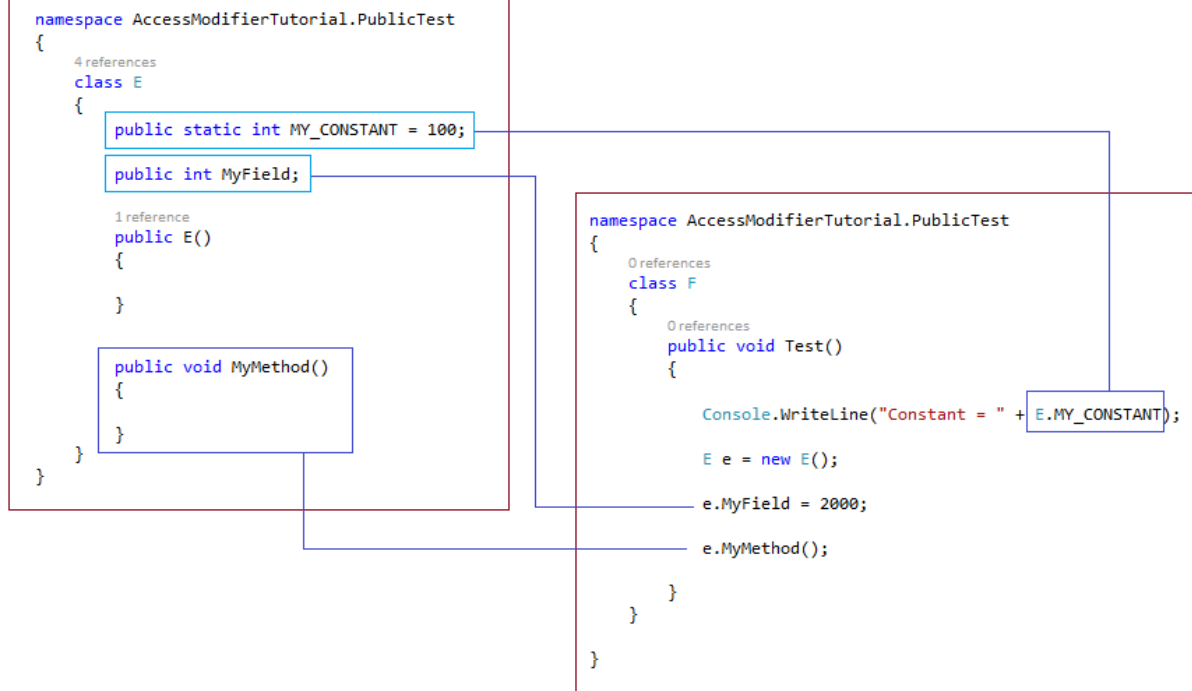 namespace AccessModifierTutorial.PublicTest
{
4 references
class E
{
public static int MY_CONSTANT = 100;
public int MyField;
1 reference
public E()
{
}
public void MyMethod()
{
}
}
}
namespace AccessModifierTutorial.PublicTest
{
0 references
class F
{
0 references
public void Test()
{
Console.WriteLine("Constant = " + E.MY_CONSTANT);
E e = new E();
e.MyField = 2000;
e.MyMethod();
}
}
}